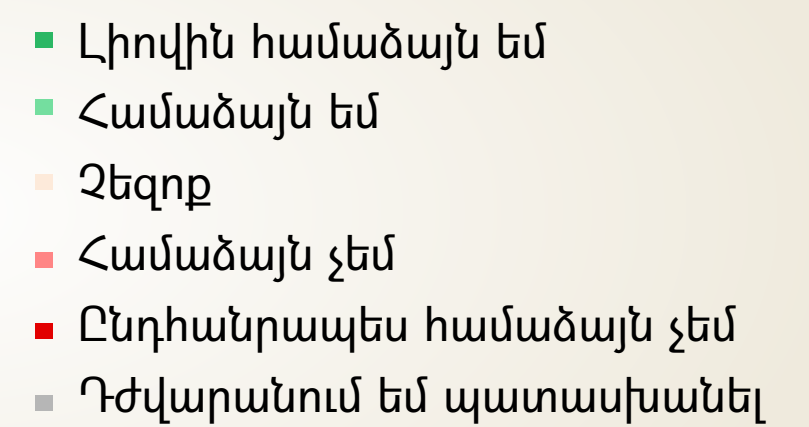 Լիովին համաձայն եմ
Համաձայն եմ
Չեզոք
Համաձայն չեմ
Ընդհանրապես համաձայն չեմ
Դժվարանում եմ պատասխանել